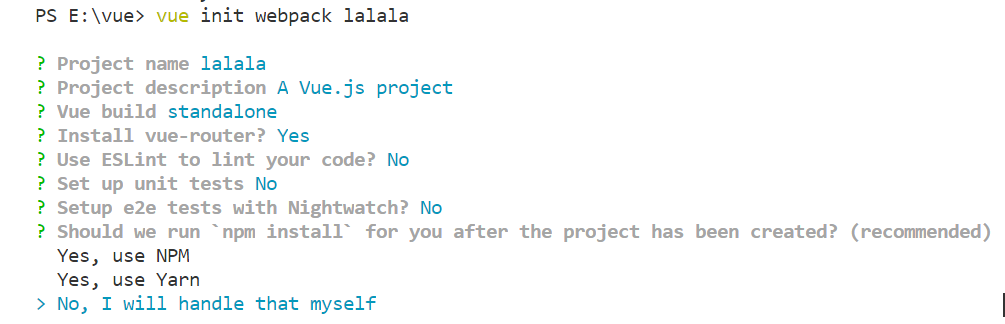 PS E:\vue> vue init webpack lalala
? Project name lalala
? Project description A Vue.js project
? Vue build standalone
? Install vue-router? Yes
? Use ESLint to lint your code? No
? Set up unit tests No
? Setup e2e tests with Nightwatch? No
? Should we run `npm install` for you after the project has been created? (recommended)
Yes, use NPM
Yes, use Yarn
> No, I will handle that myself